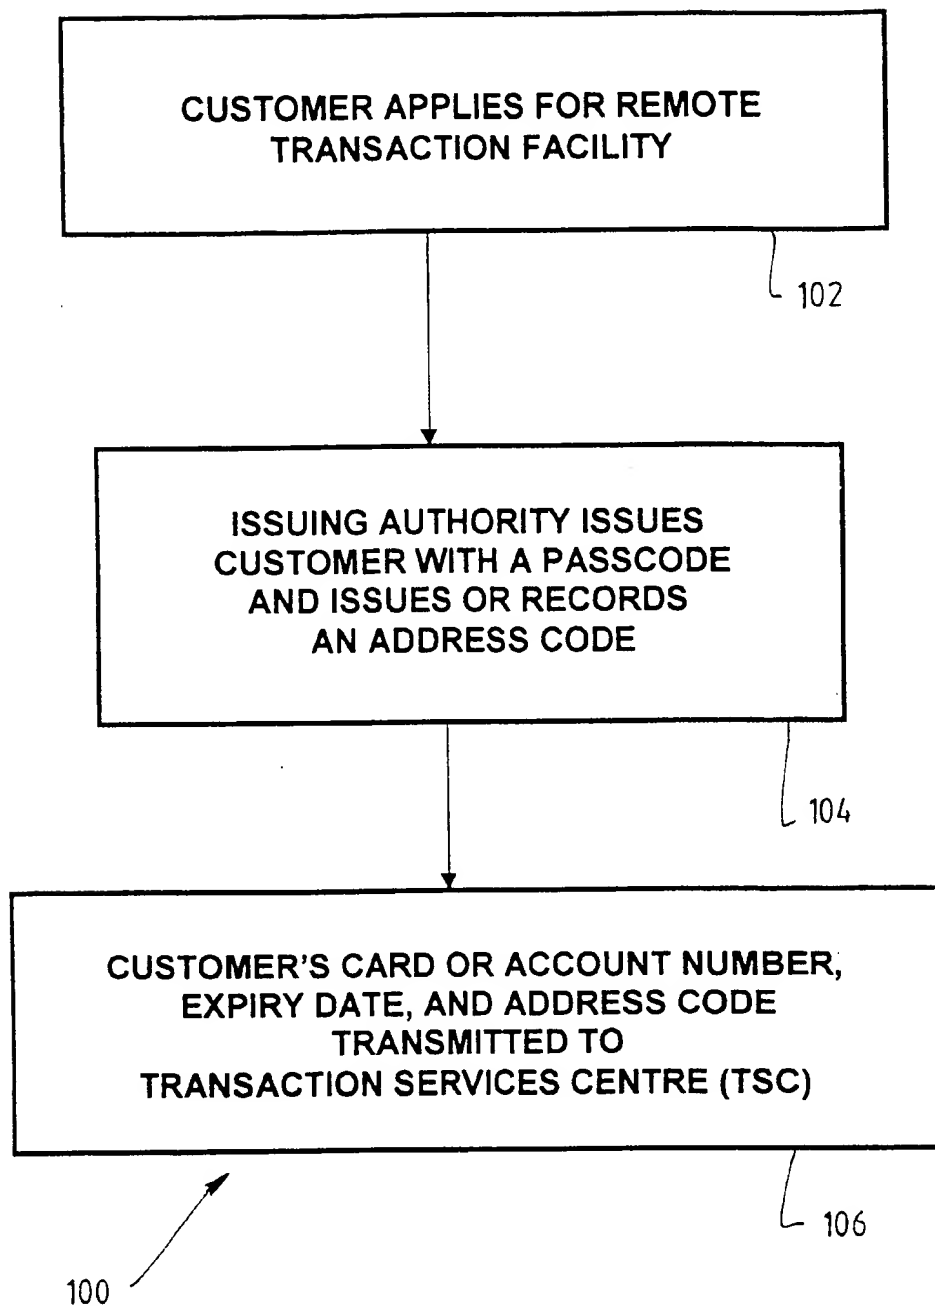 CUSTOMER APPLIES FOR REMOTE
TRANSACTION FACILITY
102
ISSUING AUTHORITY ISSUES
CUSTOMER WITH A PASSCODE
AND ISSUES OR RECORDS
AN ADDRESS CODE
104
CUSTOMER'S CARD OR ACCOUNT NUMBER,
EXPIRY DATE, AND ADDRESS CODE
TRANSMITTED TO
TRANSACTION SERVICES CENTRE (TSC)
106
100